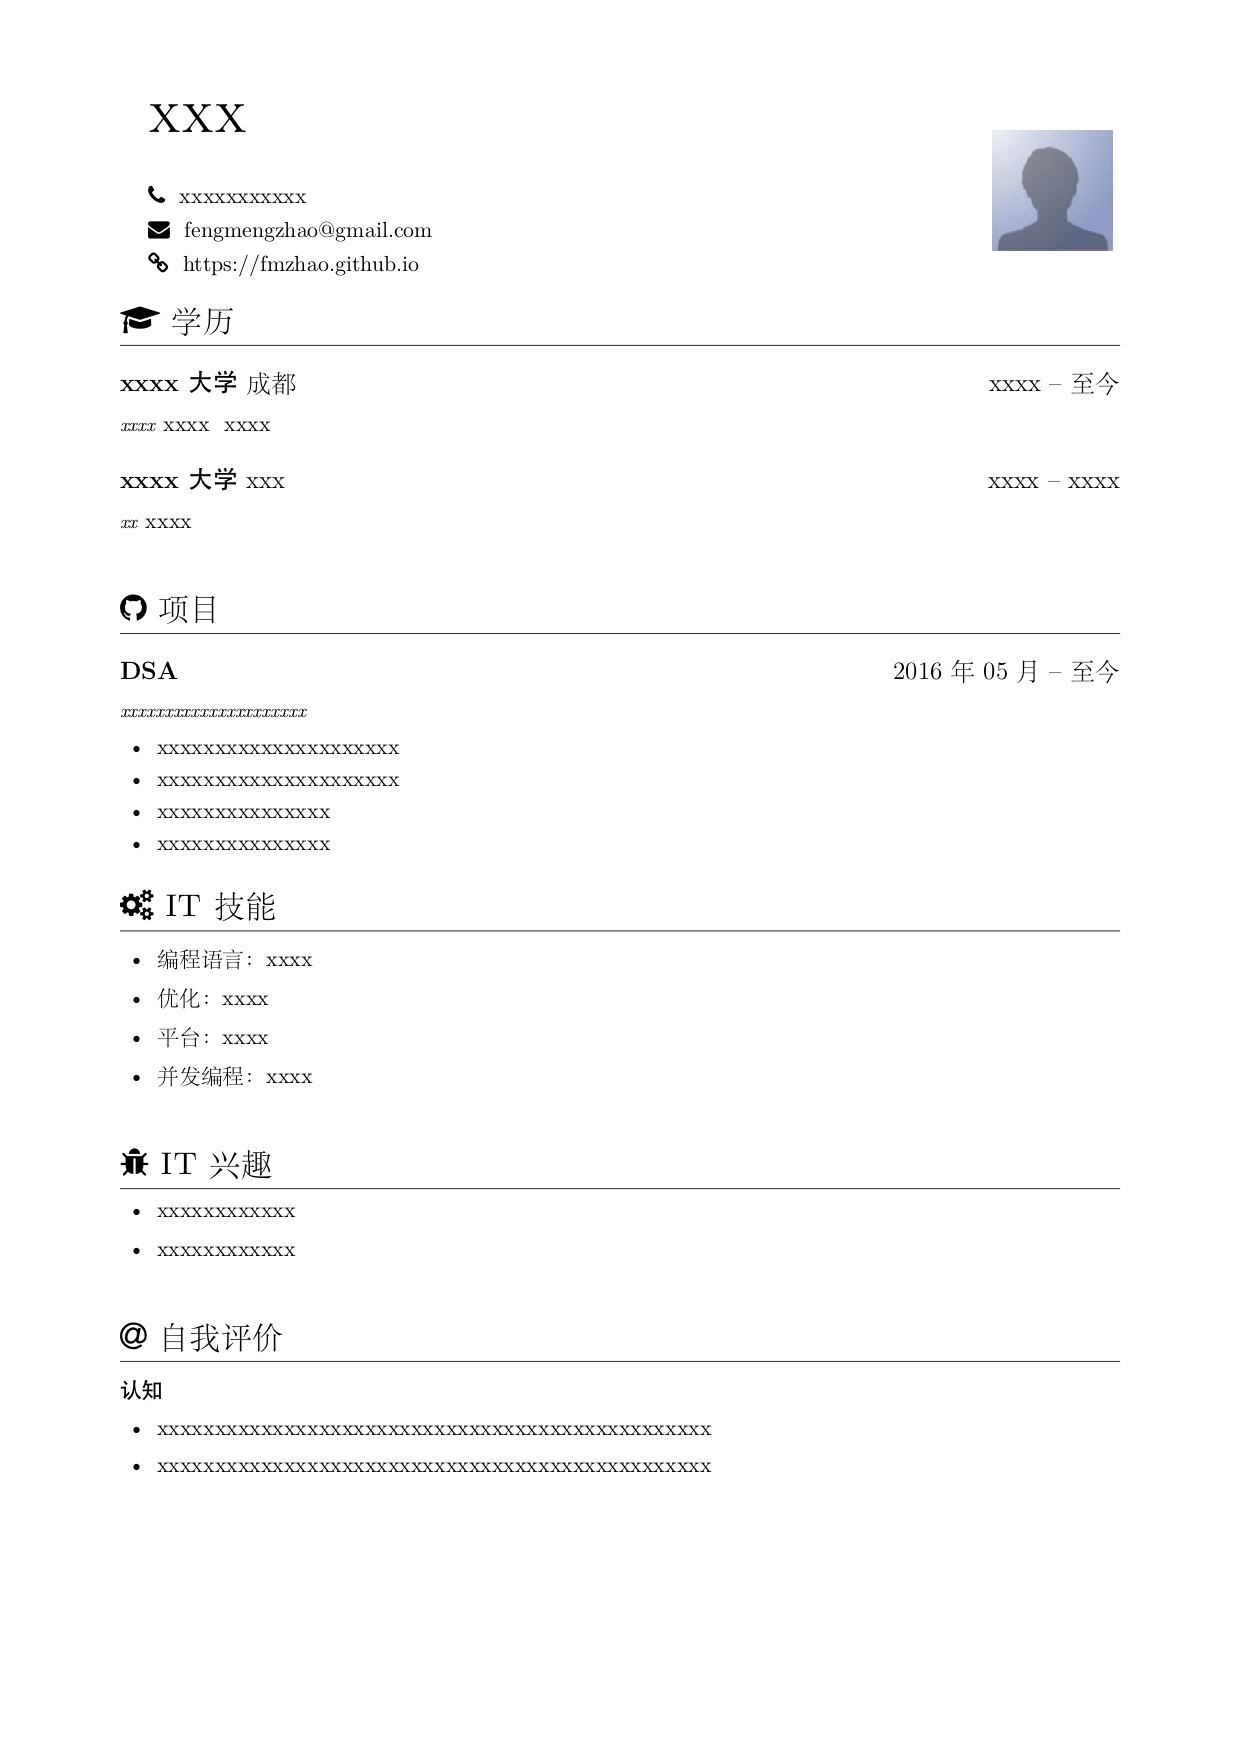 XXX
xxxxxxxxxxx
fengmengzhao@gmail.com
https://fmzhao.github.io
学历
xxxx 大学 成都 xxxx – 至今
xxxx xxxx xxxx
xxxx 大学 xxx xxxx – xxxx
xx xxxx
项目
DSA 2016 年 05 月 – 至今
xxxxxxxxxxxxxxxxxxxxx
• xxxxxxxxxxxxxxxxxxxxx
• xxxxxxxxxxxxxxxxxxxxx
• xxxxxxxxxxxxxxx
• xxxxxxxxxxxxxxx
IT 技能
• 编程语言：xxxx
• 优化：xxxx
• 平台：xxxx
• 并发编程：xxxx
IT 兴趣
• xxxxxxxxxxxx
• xxxxxxxxxxxx
@ 自我评价
认知
• xxxxxxxxxxxxxxxxxxxxxxxxxxxxxxxxxxxxxxxxxxxxxxxx
• xxxxxxxxxxxxxxxxxxxxxxxxxxxxxxxxxxxxxxxxxxxxxxxx